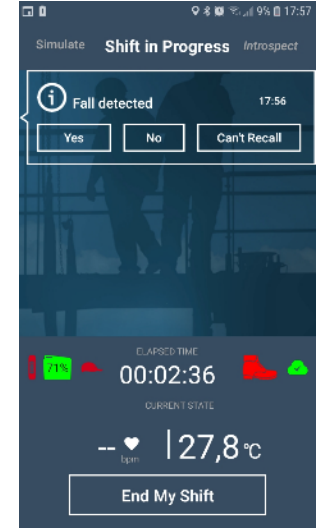 9% 17:57
Simulate Shift in Progress Introspect
Fall detected 17:56
Yes No Can't Recall
71%
ELAPSED TIME
00:02:36
CURRENT STATE
-- bpm 27,8 °C
End My Shift